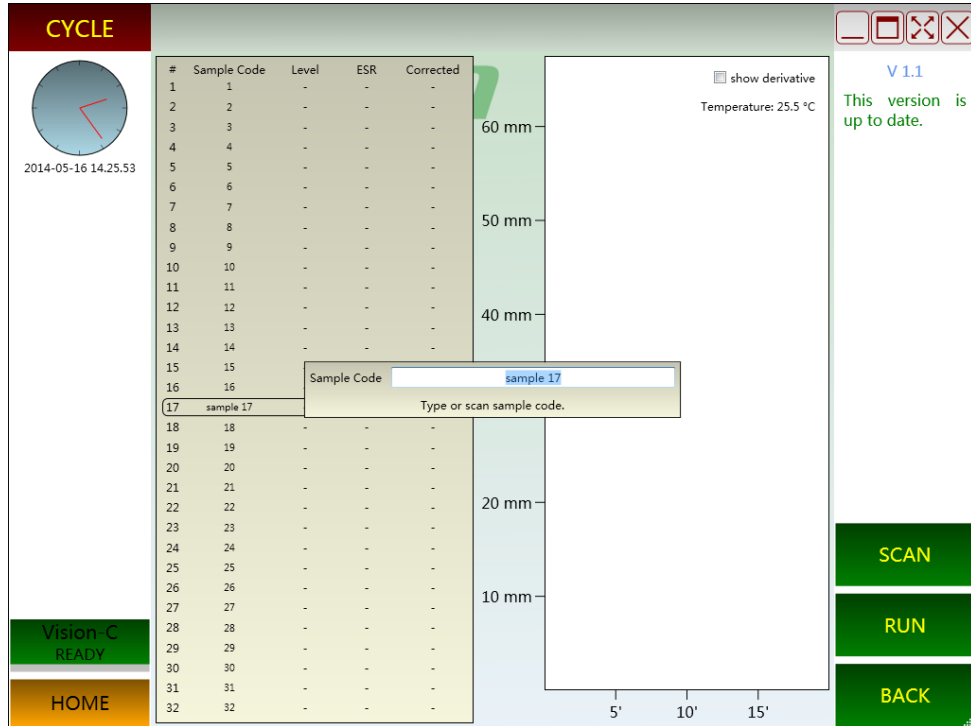 CYCLE
2014-05-16 14.25.53
# Sample Code Level ESR Corrected
1 1 - - -
2 2 - - -
3 3 - - -
4 4 - - -
5 5 - - -
6 6 - - -
7 7 - - -
8 8 - - -
9 9 - - -
10 10 - - -
11 11 - - -
12 12 - - -
13 13 - - -
14 14 - - -
15 15
16 16
17 sample 17
18 18 - - -
19 19 - - -
20 20 - - -
21 21 - - -
22 22 - - -
23 23 - - -
24 24 - - -
25 25 - - -
26 26 - - -
27 27 - - -
28 28 - - -
29 29 - - -
30 30 - - -
31 31 - - -
32 32 - - -
Sample Code sample 17
Type or scan sample code.
show derivative
Temperature: 25.5 °C
60 mm
50 mm
40 mm
20 mm
10 mm
5' 10' 15'
V 1.1
This version is
up to date.
Vision-C
READY
HOME
SCAN
RUN
BACK